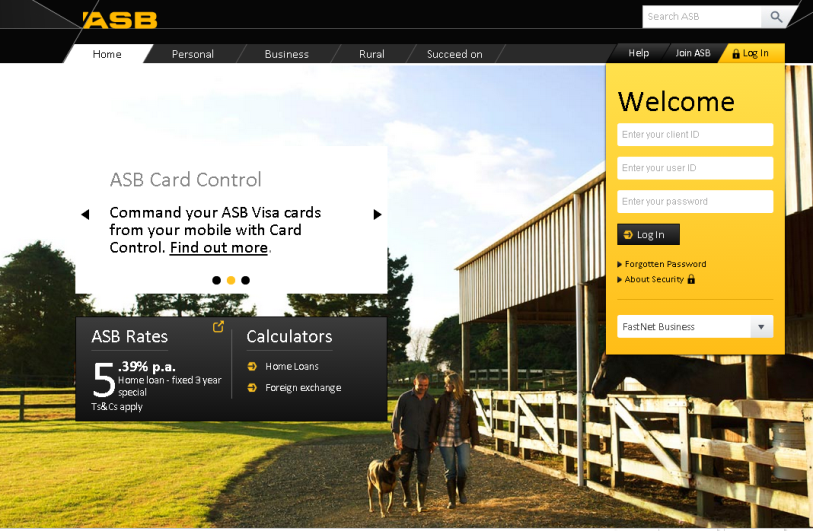 ASB
Search ASB
Home Personal Business Rural Succeed on Help Join ASB Log In
Welcome
Enter your client ID
Enter your user ID
Enter your password
Log In
Forgotten Password
About Security
FastNet Business
ASB Card Control
Command your ASB Visa cards
from your mobile with Card
Control. Find out more.
ASB Rates
5.39% p.a.
Home loan - fixed 3 year
special
Ts&Cs apply
Calculators
Home Loans
Foreign exchange